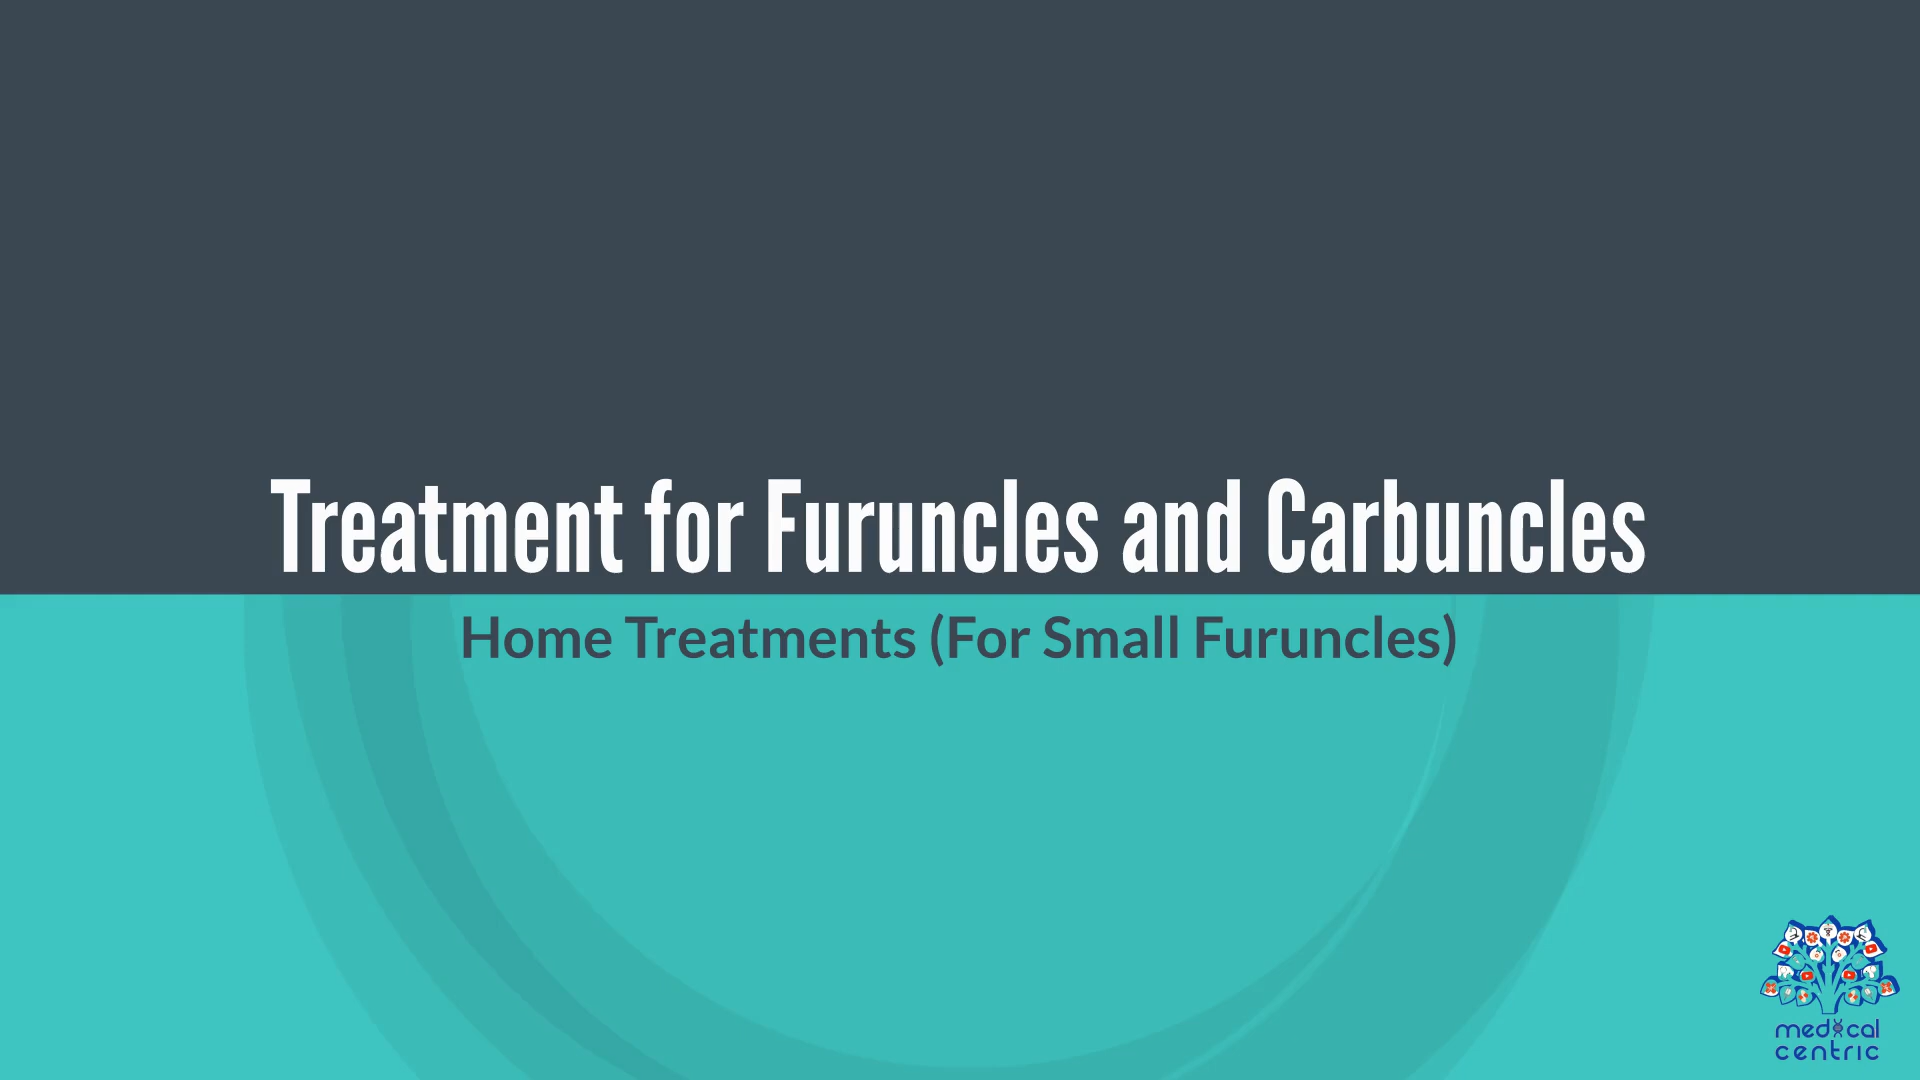 Treatment for Furuncles and Carbuncles
Home Treatments (For Small Furuncles)
medical
centric